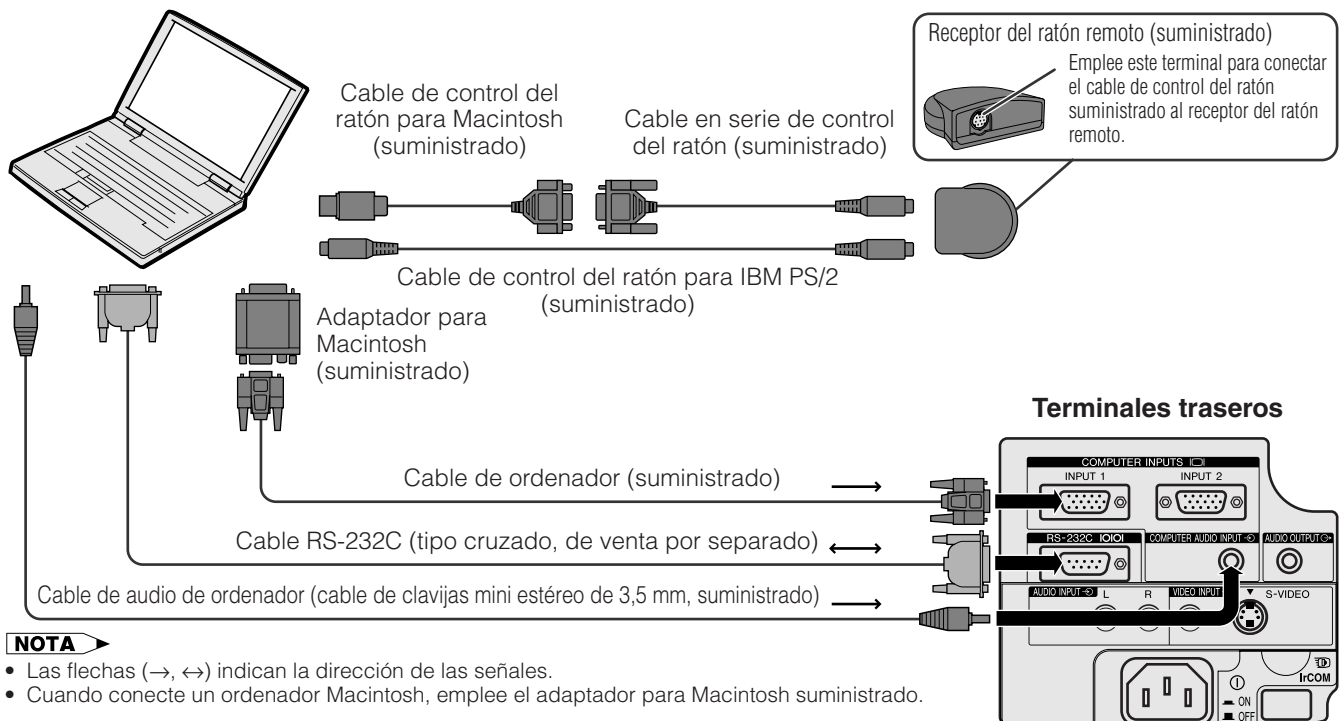 Receptor del ratón remoto (suministrado)
Emplee este terminal para conectar
el cable de control del ratón
suministrado al receptor del ratón
remoto.
Cable de control del
ratón para Macintosh
(suministrado)
Cable en serie de control
del ratón (suministrado)
Cable de control del ratón para IBM PS/2
(suministrado)
Adaptador para
Macintosh
(suministrado)
Terminales traseros
COMPUTER INPUTS
INPUT 1
INPUT 2
Cable de ordenador (suministrado) →
Cable RS-232C (tipo cruzado, de venta por separado) ↔
RS-232C IOIOI
COMPUTER AUDIO INPUT
AUDIO OUTPUT
Cable de audio de ordenador (cable de clavijas mini estéreo de 3,5 mm, suministrado) →
AUDIO INPUT
L
R
VIDEO INPUT
S-VIDEO
IrCOM
ON
OFF
NOTA
• Las flechas (→, ↔) indican la dirección de las señales.
• Cuando conecte un ordenador Macintosh, emplee el adaptador para Macintosh suministrado.